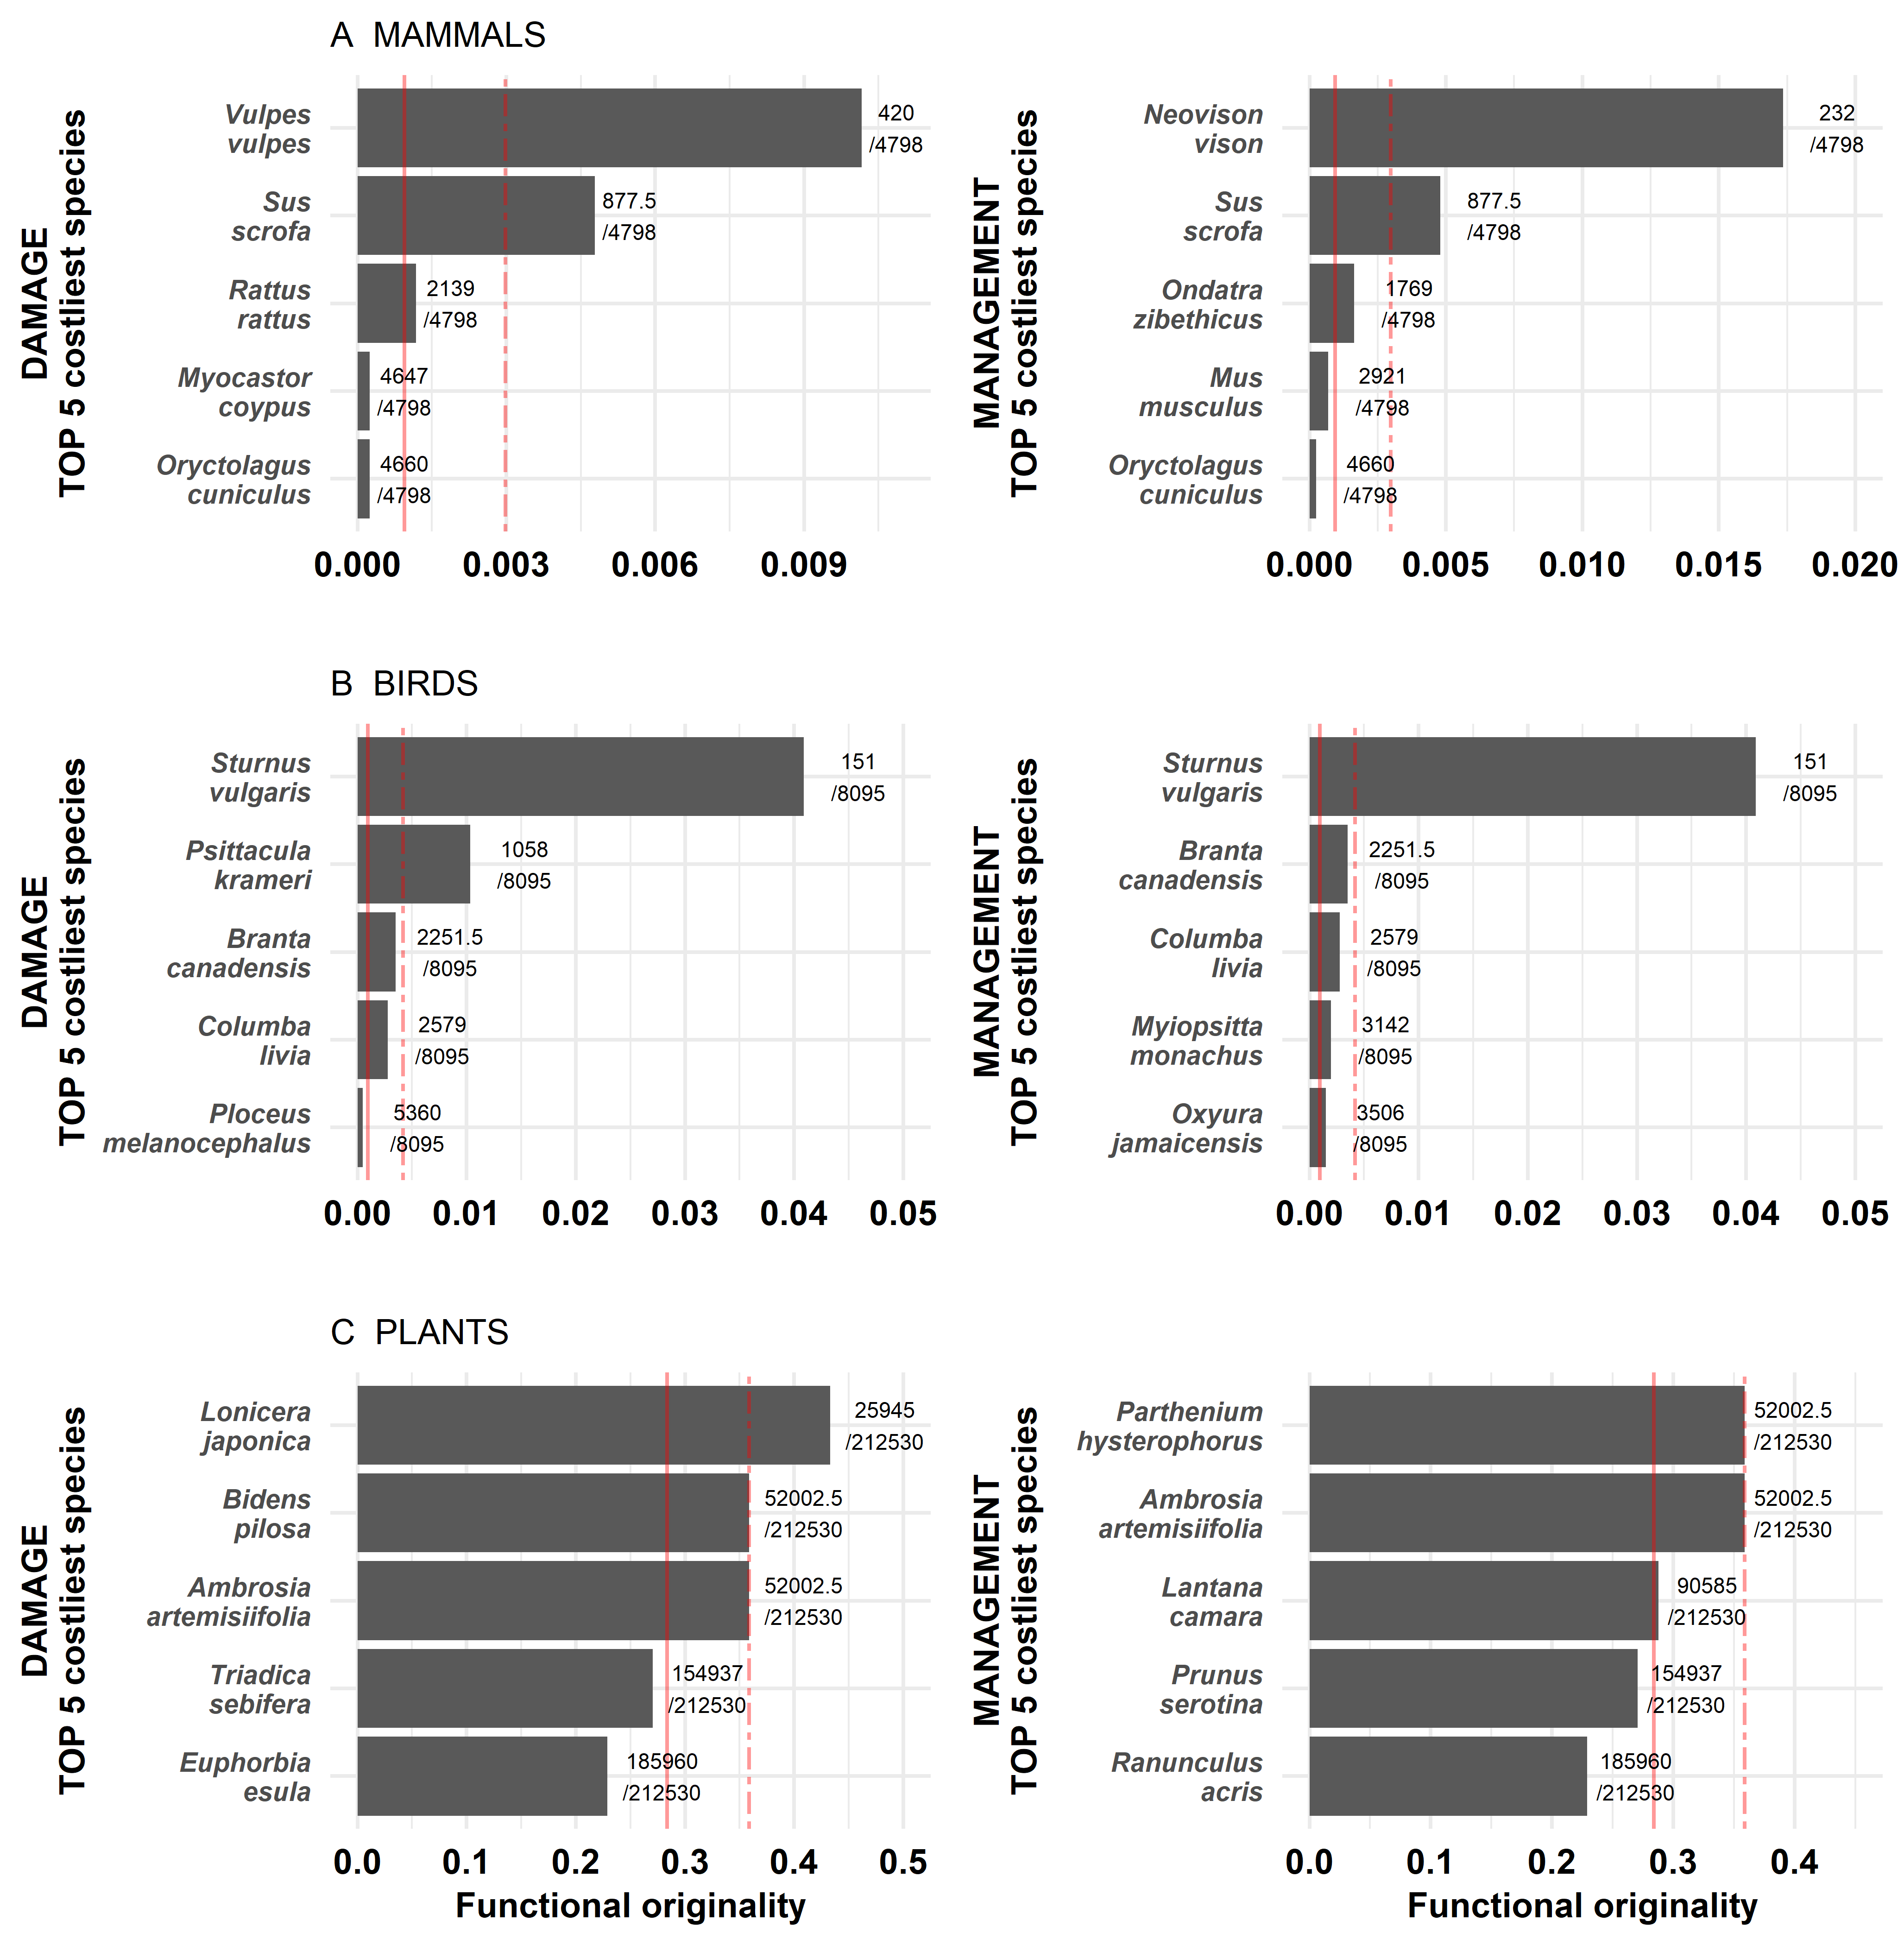 A MAMMALS
DAMAGE
TOP 5 costliest species
Vulpes
vulpes
420
/4798
Sus
scrofa
877.5
/4798
Rattus
rattus
2139
/4798
Myocastor
coypus
4647
/4798
Oryctolagus
cuniculus
4660
/4798
0.000 0.003 0.006 0.009
MANAGEMENT
TOP 5 costliest species
Neovison
vison
232
/4798
Sus
scrofa
877.5
/4798
Ondatra
zibethicus
1769
/4798
Mus
musculus
2921
/4798
Oryctolagus
cuniculus
4660
/4798
0.000 0.005 0.010 0.015 0.020
B BIRDS
DAMAGE
TOP 5 costliest species
Sturnus
vulgaris
151
/8095
Psittacula
krameri
1058
/8095
Branta
canadensis
2251.5
/8095
Columba
livia
2579
/8095
Ploceus
melanocephalus
5360
/8095
0.00 0.01 0.02 0.03 0.04 0.05
MANAGEMENT
TOP 5 costliest species
Sturnus
vulgaris
151
/8095
Branta
canadensis
2251.5
/8095
Columba
livia
2579
/8095
Myiopsitta
monachus
3142
/8095
Oxyura
jamaicensis
3506
/8095
0.00 0.01 0.02 0.03 0.04 0.05
C PLANTS
DAMAGE
TOP 5 costliest species
Lonicera
japonica
25945
/212530
Bidens
pilosa
52002.5
/212530
Ambrosia
artemisiifolia
52002.5
/212530
Triadica
sebifera
154937
/212530
Euphorbia
esula
185960
/212530
0.0 0.1 0.2 0.3 0.4 0.5
Functional originality
MANAGEMENT
TOP 5 costliest species
Parthenium
hysterophorus
52002.5
/212530
Ambrosia
artemisiifolia
52002.5
/212530
Lantana
camara
90585
/212530
Prunus
serotina
154937
/212530
Ranunculus
acris
185960
/212530
0.0 0.1 0.2 0.3 0.4
Functional originality